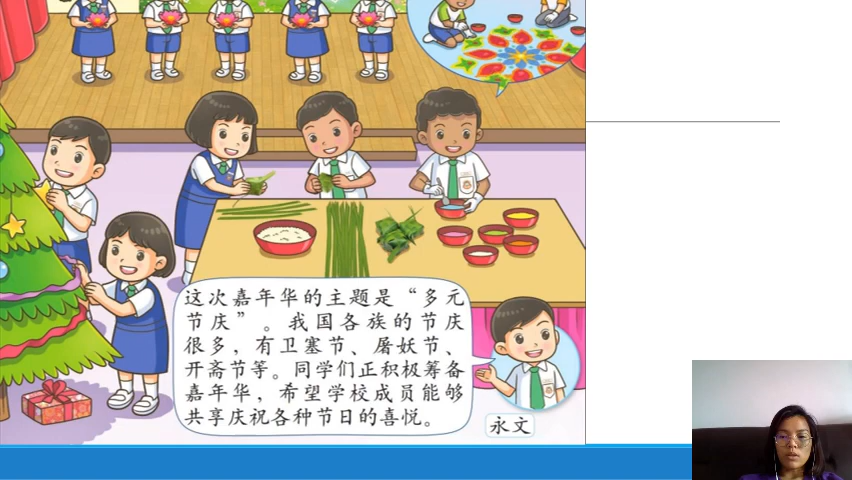 这次嘉年华的主题是“多元
节庆”。我国各族的节庆
很多，有卫塞节、屠妖节、
开斋节等。同学们正积极筹备
嘉年华，希望学校成员能够
共享庆祝各种节日的喜悦。
永文